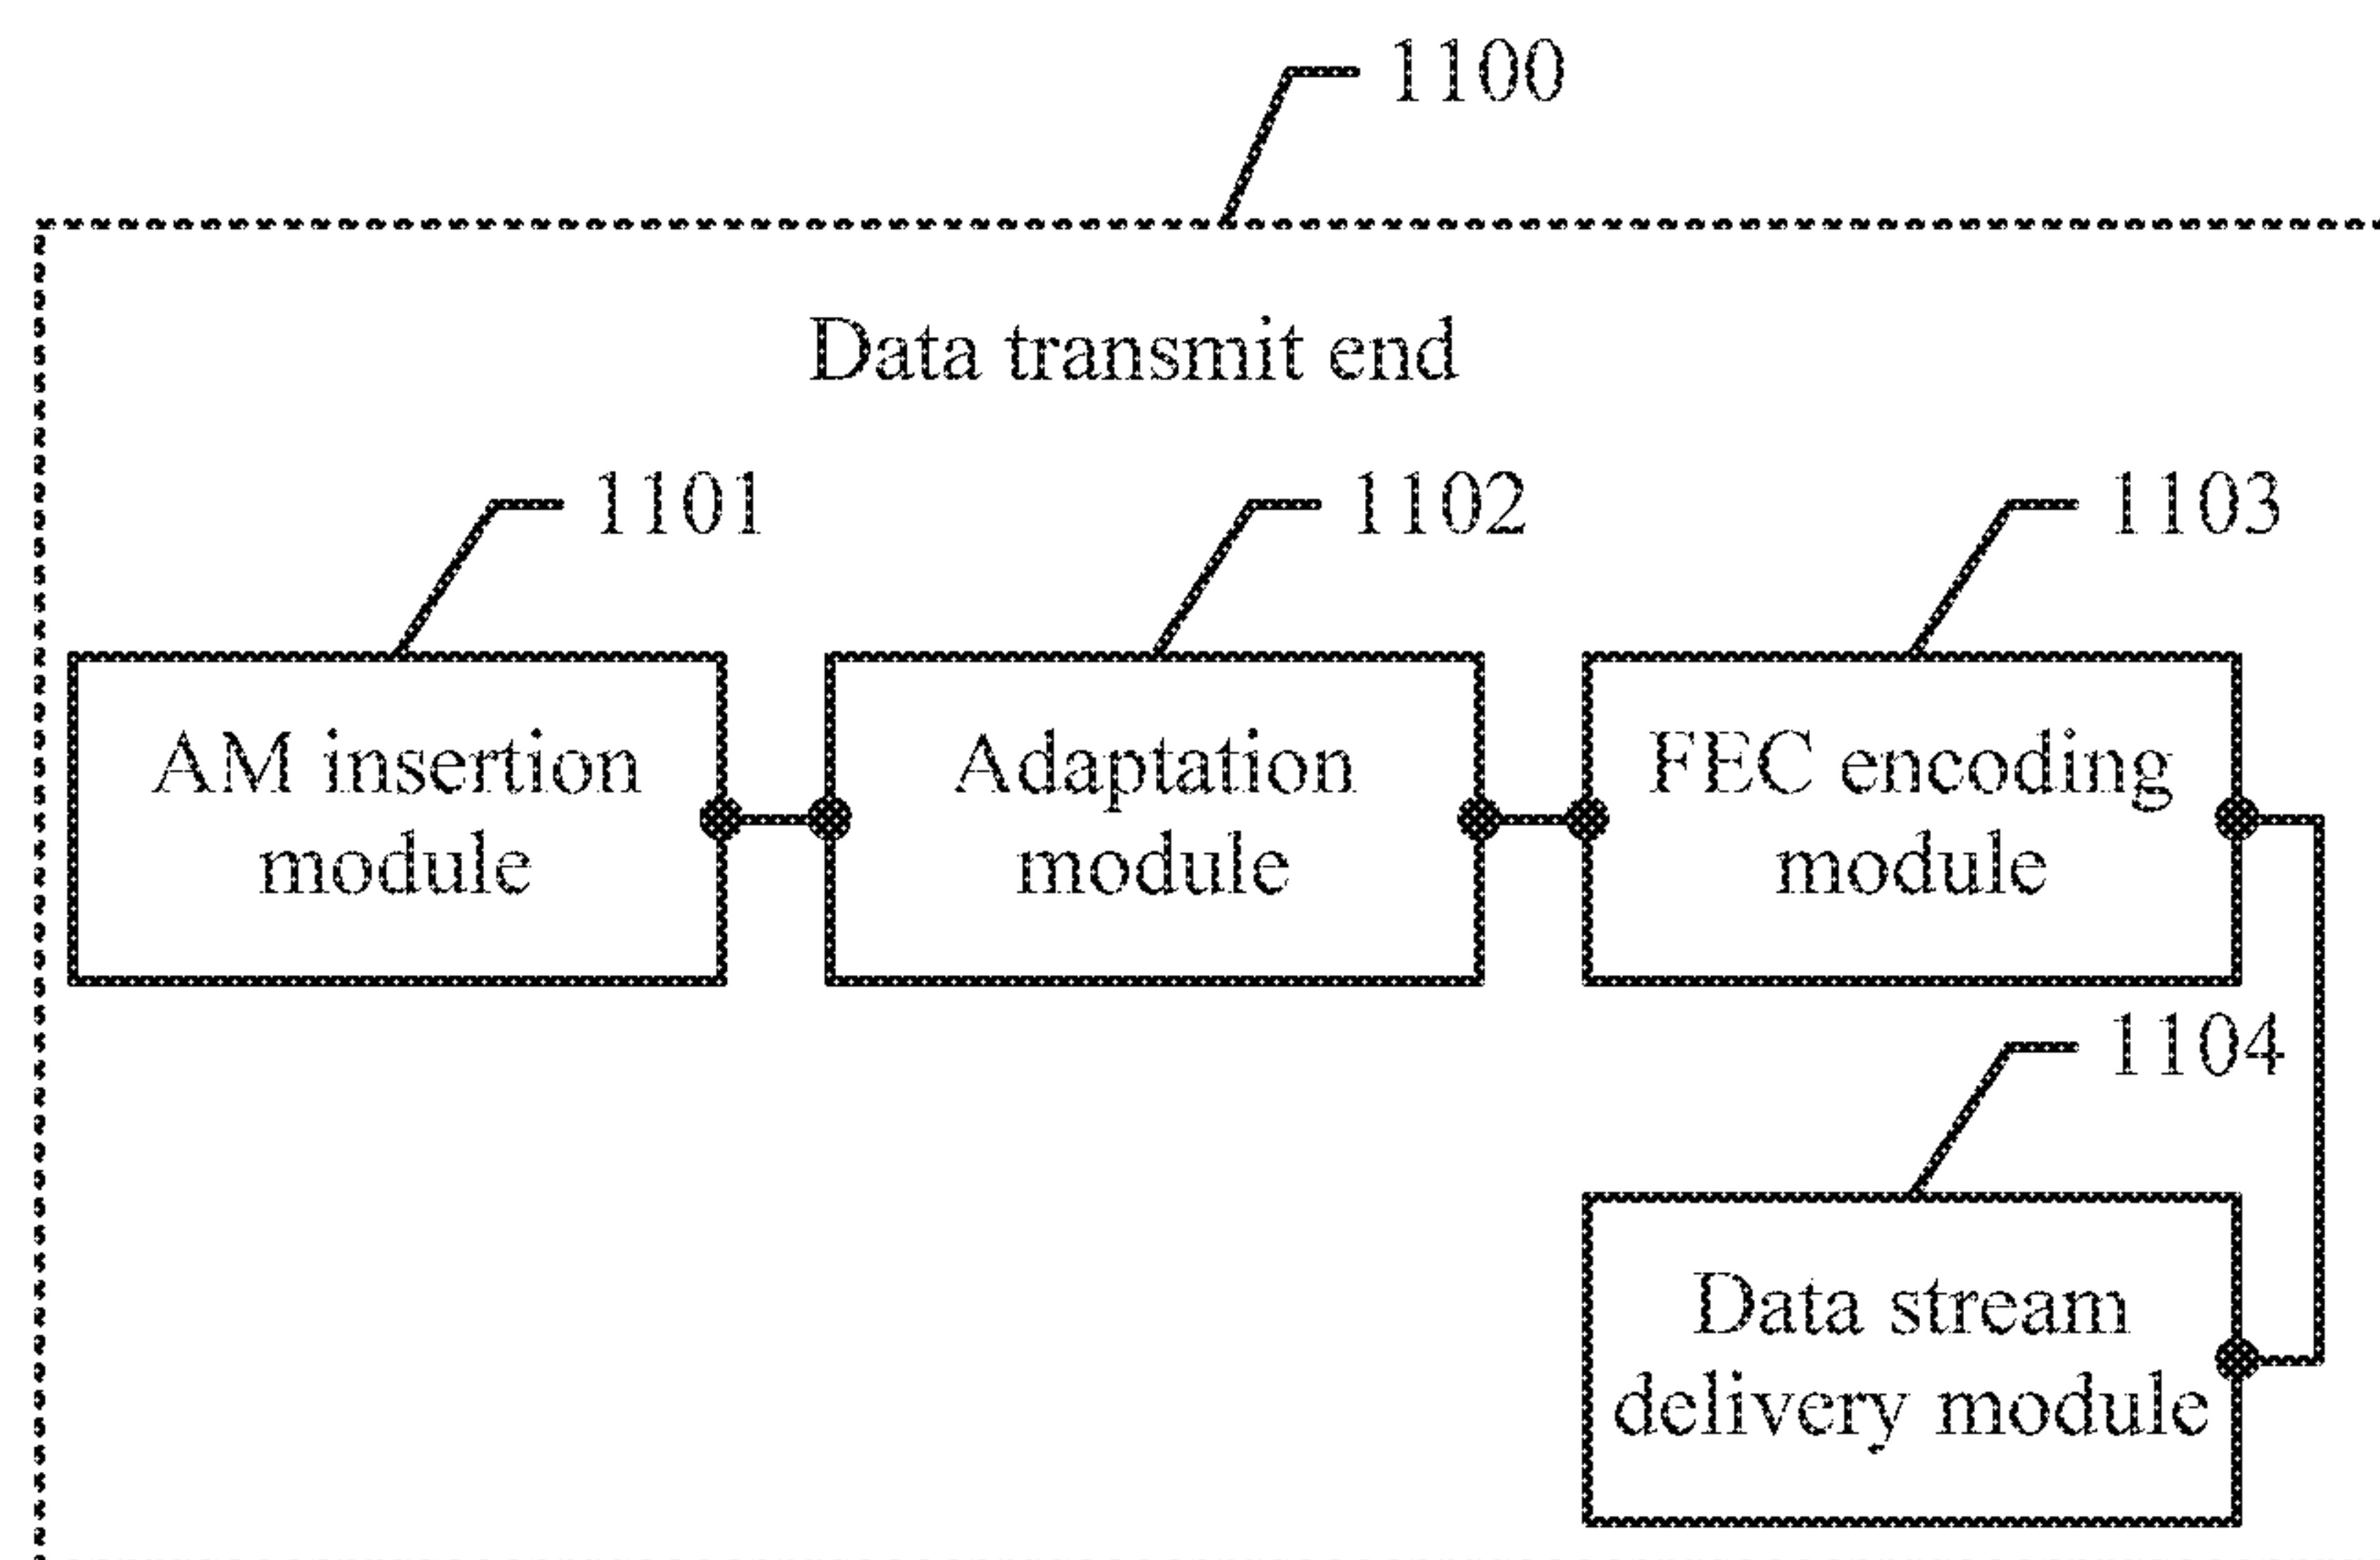 1100
Data transmit end
1101
1102
1103
AM insertion
module
Adaptation
module
FEC encoding
module
1104
Data stream
delivery module